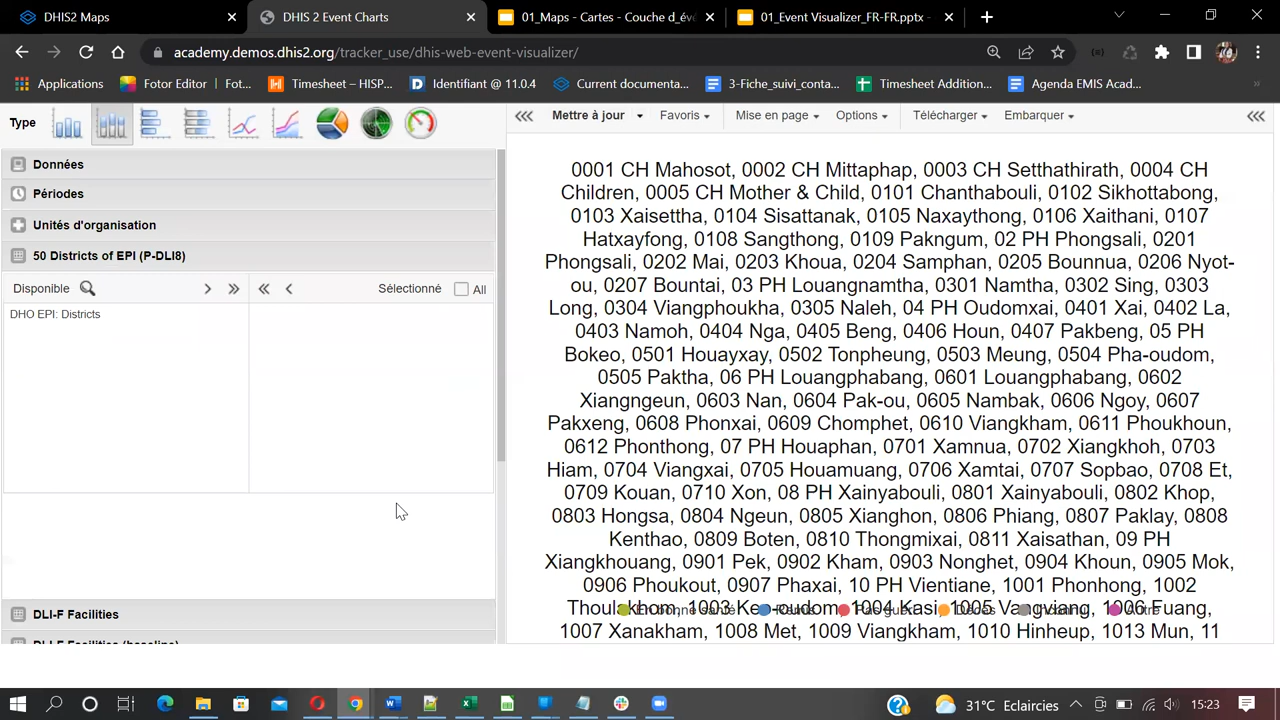 DHIS2 Maps
DHIS 2 Event Charts
01_Maps - Cartes - Couche d_évé
01_Event Visualizer_FR-FR.pptx -
academy.demos.dhis2.org/tracker_use/dhis-web-event-visualizer/
Applications
Fotor Editor | Fot...
Timesheet – HISP...
Identifiant @ 11.0.4
Current documenta...
3-Fiche_suivi_conta...
Timesheet Addition...
Agenda EMIS Acad...
Type
Mettre à jour
Favoris
Mise en page
Options
Télécharger
Embarquer
Données
Périodes
Unités d'organisation
50 Districts of EPI (P-DLI8)
Disponible
Sélectionné
All
DHO EPI: Districts
DLI-F Facilities
DLI-F Facilities (baseline)
0001 CH Mahosot, 0002 CH Mittaphap, 0003 CH Setthathirath, 0004 CH
Children, 0005 CH Mother & Child, 0101 Chanthabouli, 0102 Sikhottabong,
0103 Xaisettha, 0104 Sisattanak, 0105 Naxaythong, 0106 Xaithani, 0107
Hatxayfong, 0108 Sangthong, 0109 Pakngum, 02 PH Phongsali, 0201
Phongsali, 0202 Mai, 0203 Khoua, 0204 Samphan, 0205 Bounnua, 0206 Nyot-
ou, 0207 Bountai, 03 PH Louangnamtha, 0301 Namtha, 0302 Sing, 0303
Long, 0304 Viangphoukha, 0305 Naleh, 04 PH Oudomxai, 0401 Xai, 0402 La,
0403 Namoh, 0404 Nga, 0405 Beng, 0406 Houn, 0407 Pakbeng, 05 PH
Bokeo, 0501 Houayxay, 0502 Tonpheung, 0503 Meung, 0504 Pha-oudom,
0505 Paktha, 06 PH Louangphabang, 0601 Louangphabang, 0602
Xiangngeun, 0603 Nan, 0604 Pak-ou, 0605 Nambak, 0606 Ngoy, 0607
Pakxeng, 0608 Phonxai, 0609 Chomphet, 0610 Viangkham, 0611 Phoukhoun,
0612 Phonthong, 07 PH Houaphan, 0701 Xamnua, 0702 Xiangkhoh, 0703
Hiam, 0704 Viangxai, 0705 Houamuang, 0706 Xamtai, 0707 Sopbao, 0708 Et,
0709 Kouan, 0710 Xon, 08 PH Xainyabouli, 0801 Xainyabouli, 0802 Khop,
0803 Hongsa, 0804 Ngeun, 0805 Xianghon, 0806 Phiang, 0807 Paklay, 0808
Kenthao, 0809 Boten, 0810 Thongmixai, 0811 Xaisathan, 09 PH
Xiangkhouang, 0901 Pek, 0902 Kham, 0903 Nonghet, 0904 Khoun, 0905 Mok,
0906 Phoukout, 0907 Phaxai, 10 PH Vientiane, 1001 Phonhong, 1002
1004 Kasi, Fuang,
1007 Xanakham, 1008 Met, 1009 Viangkham, 1010 Hinheup, 1013 Mun, 11
31°C Eclaircies
15:23